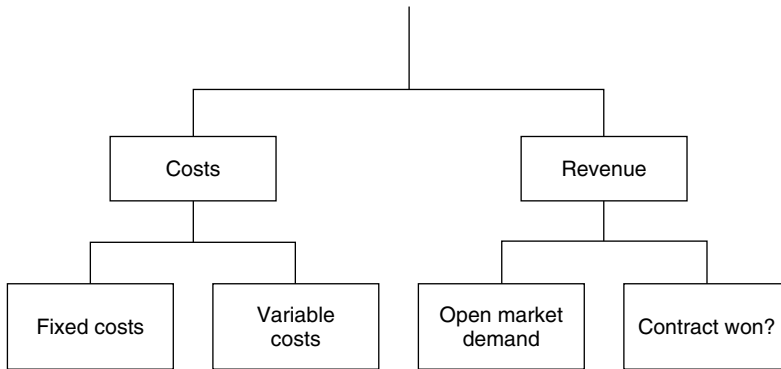 Costs
Revenue
Fixed costs
Variable
costs
Open market
demand
Contract won?